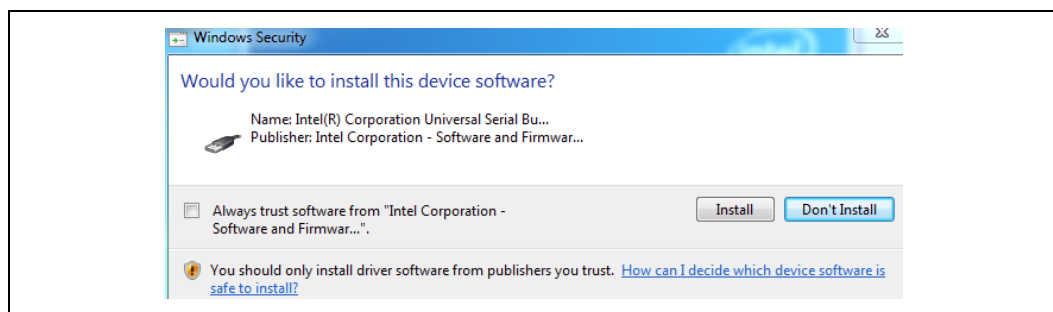 Windows Security
Would you like to install this device software?
Name: Intel(R) Corporation Universal Serial Bu...
Publisher: Intel Corporation - Software and Firmwar...
Always trust software from "Intel Corporation -
Software and Firmwar...".
Install
Don't Install
You should only install driver software from publishers you trust. How can I decide which device software is
safe to install?